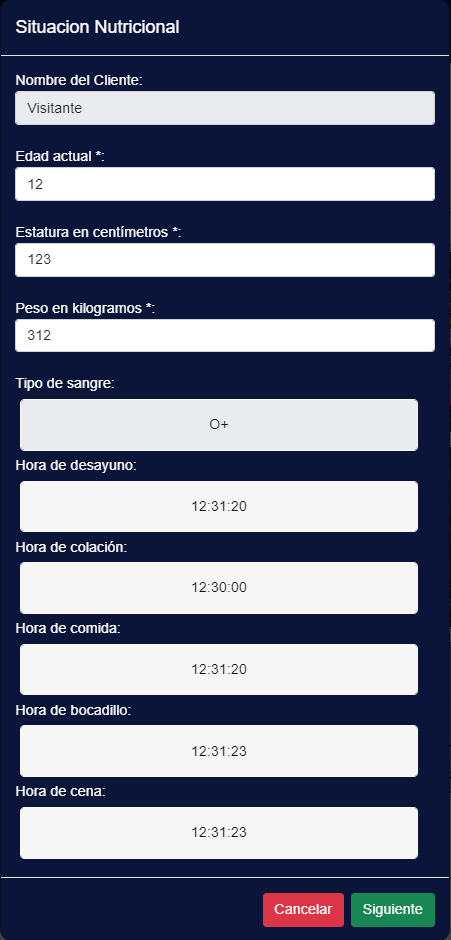 Situacion Nutricional
Nombre del Cliente:
Visitante
Edad actual *:
12
Estatura en centímetros *:
123
Peso en kilogramos *:
312
Tipo de sangre:
O+
Hora de desayuno:
12:31:20
Hora de colación:
12:30:00
Hora de comida:
12:31:20
Hora de bocadillo:
12:31:23
Hora de cena:
12:31:23
Cancelar Siguiente